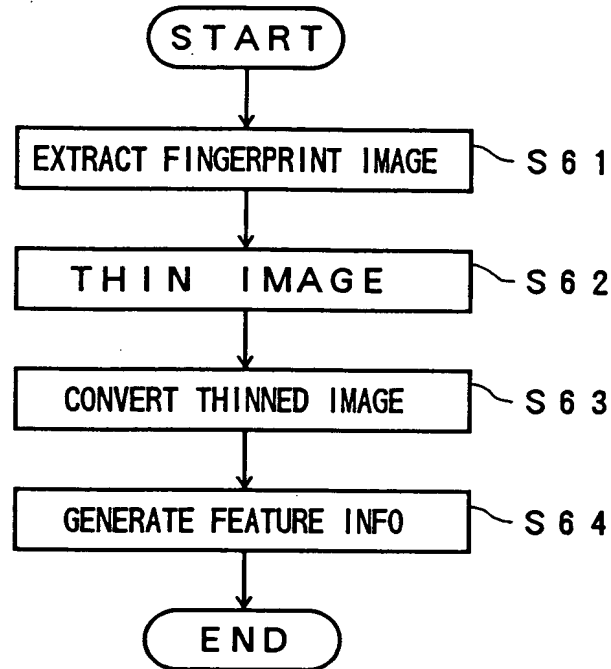 START
EXTRACT FINGERPRINT IMAGE S61
THIN IMAGE S62
CONVERT THINNED IMAGE S63
GENERATE FEATURE INFO S64
END